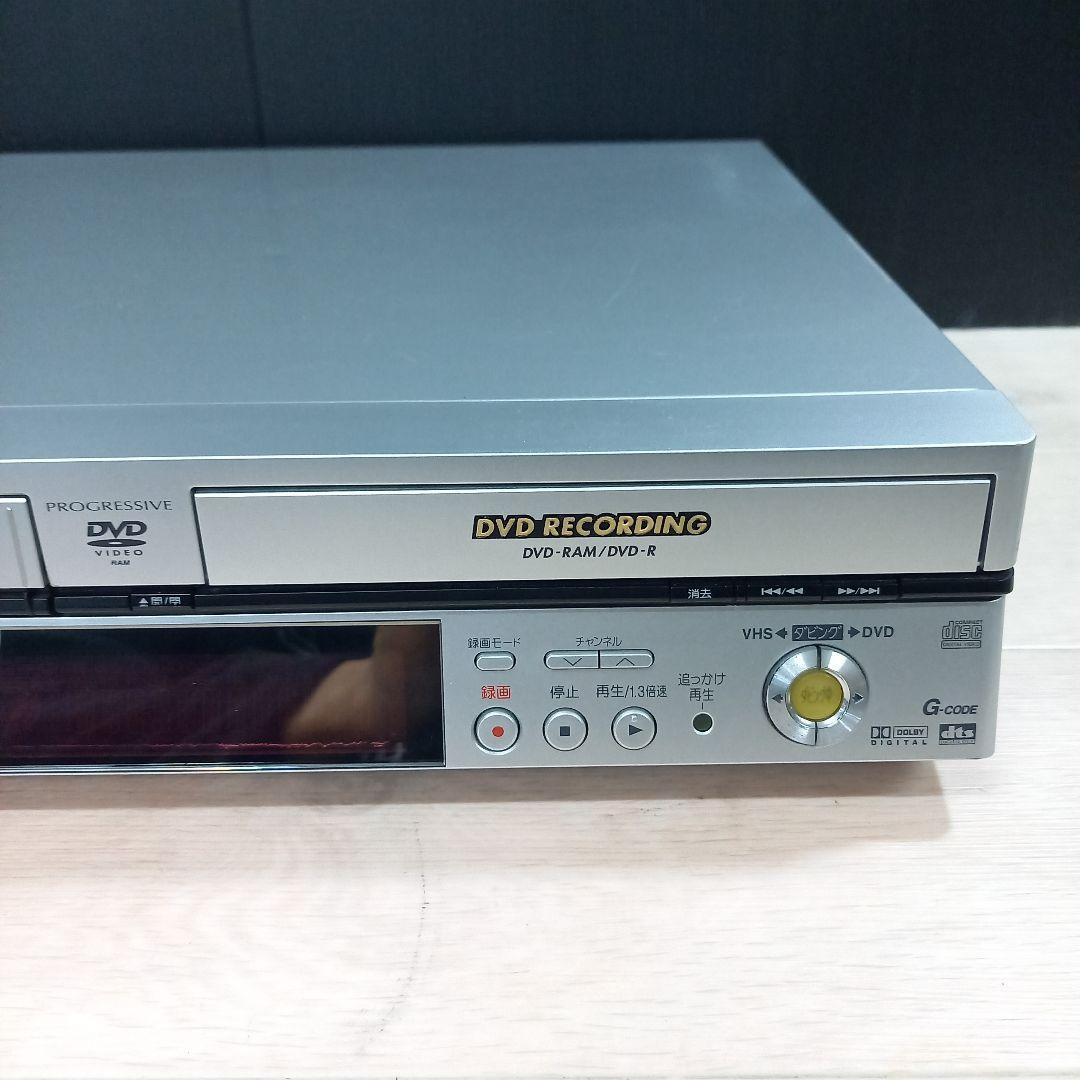 PROGRESSIVE
DVD
VIDEO
RAM
DVD RECORDING
DVD-RAM/DVD-R
開/閉
消去
録画モード
チャンネル
録画
停止
再生/1.3倍速
追っかけ
再生
VHS ダビング DVD
COMPACT
disc
DIGITAL VIDEO
G-CODE
DOLBY
DIGITAL
dts